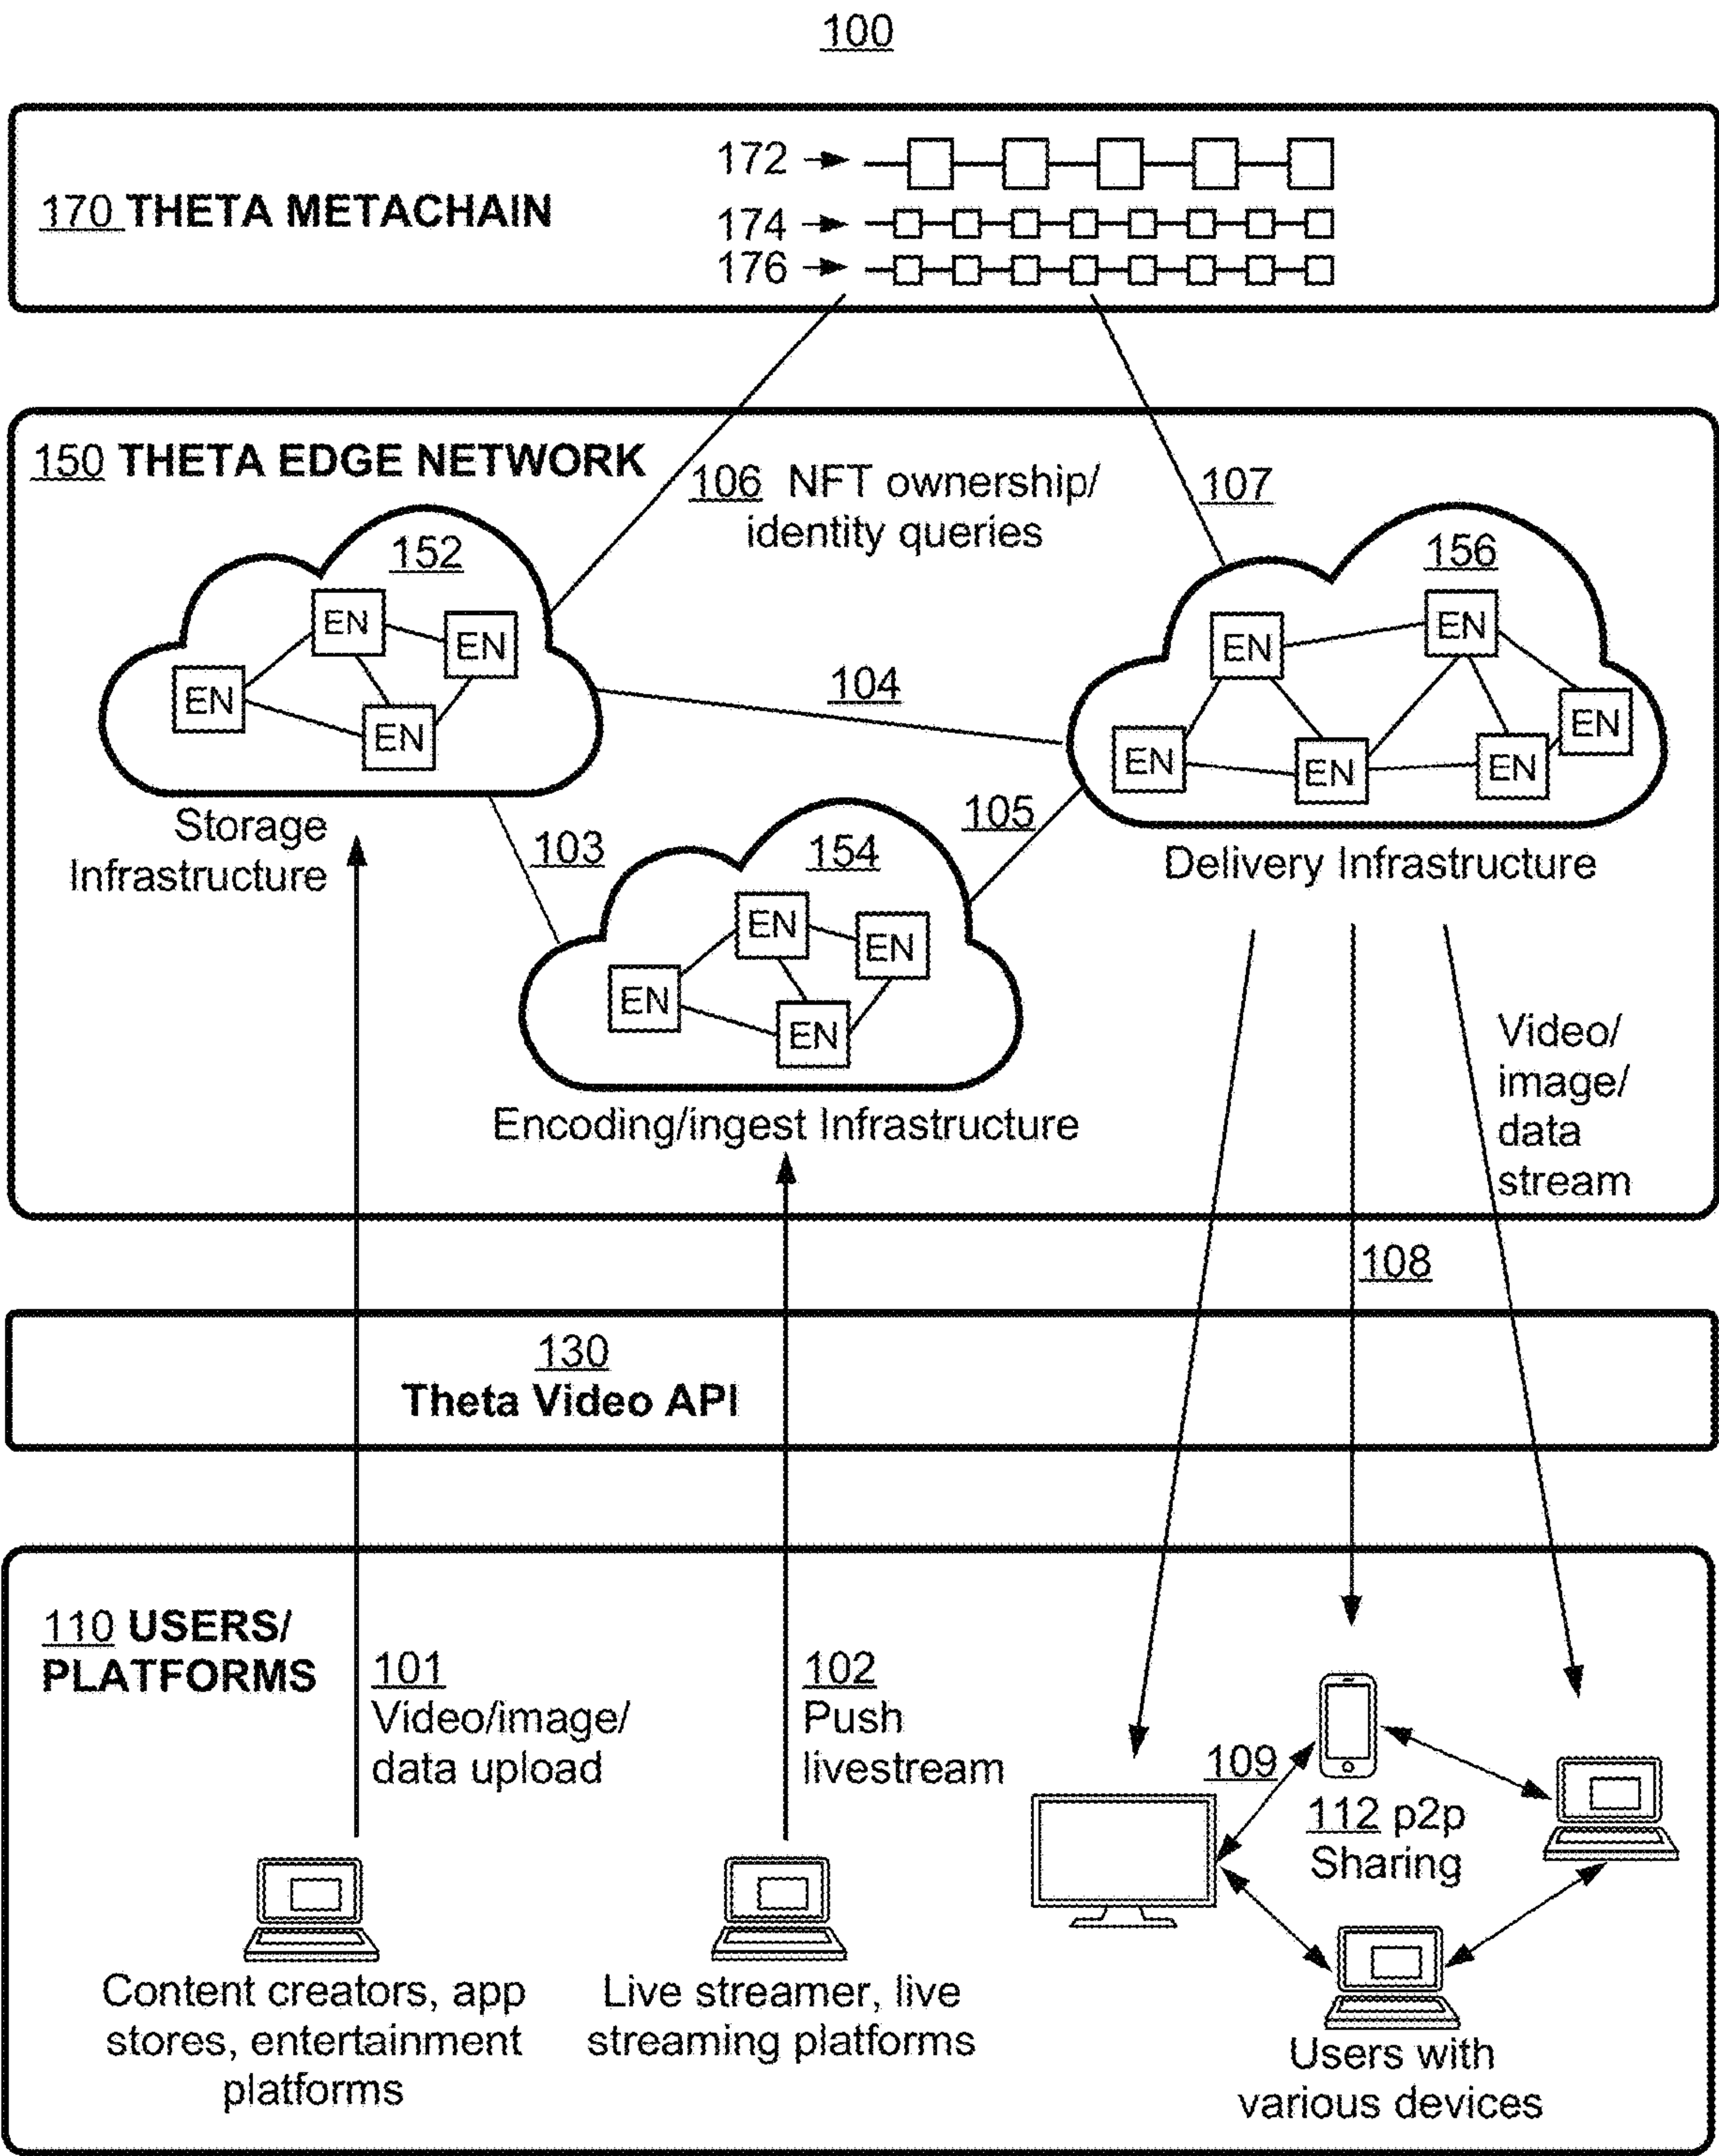 100
172
170 THETA METACHAIN
174
176
150 THETA EDGE NETWORK
106 NFT ownership/
identity queries
107
152
EN
EN
EN
EN
156
EN
EN
EN
EN
EN
EN
104
Storage
Infrastructure
103
105
154
EN
EN
EN
EN
Delivery Infrastructure
Encoding/ingest Infrastructure
Video/
image/
data
stream
108
130
Theta Video API
110 USERS/
PLATFORMS
101
Video/image/
data upload
102
Push
livestream
109
112 p2p
Sharing
Content creators, app
stores, entertainment
platforms
Live streamer, live
streaming platforms
Users with
various devices